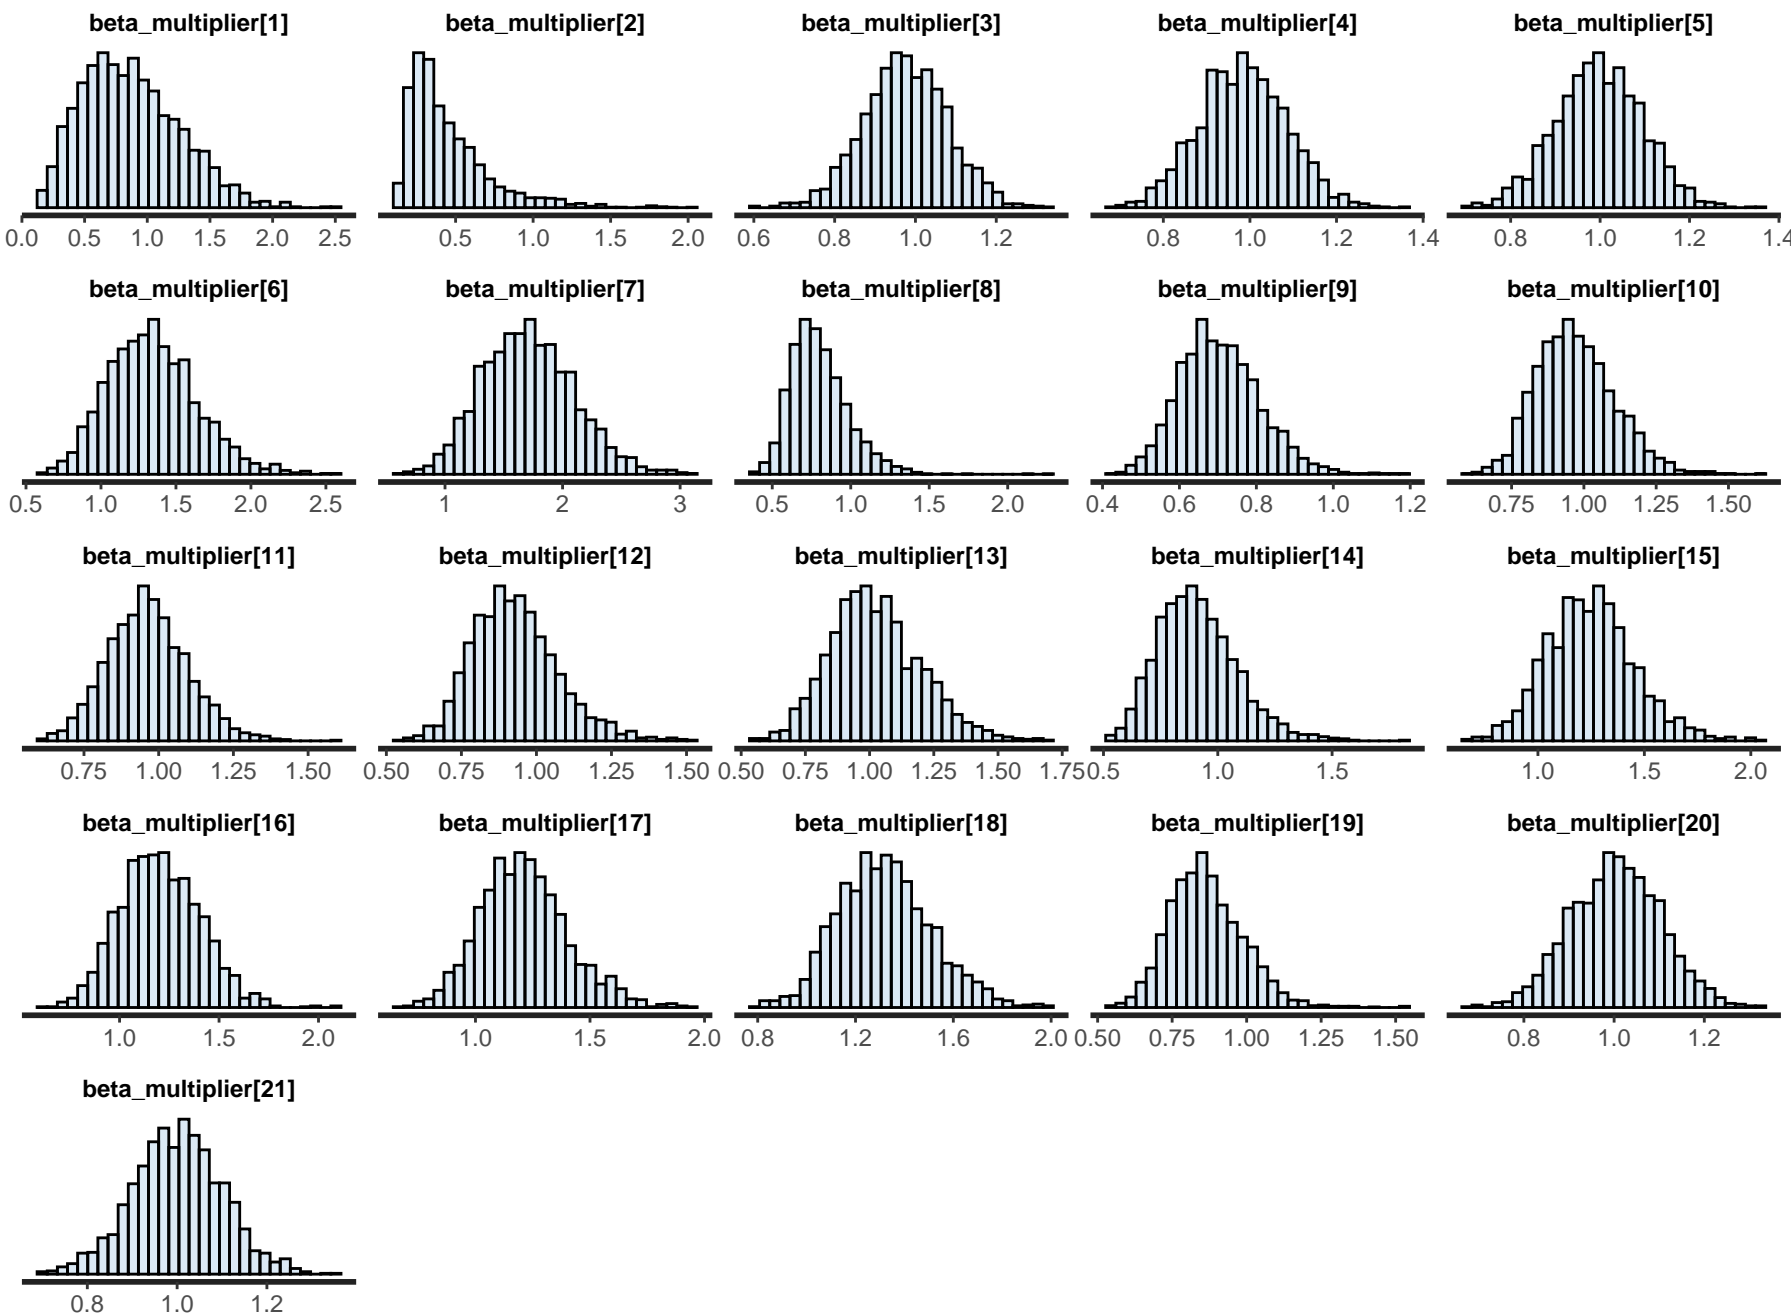 beta_multiplier[1] beta_multiplier[2] beta_multiplier[3] beta_multiplier[4] beta_multiplier[5]
0.0 0.5 1.0 1.5 2.0 2.5 0.5 1.0 1.5 2.0 0.6 0.8 1.0 1.2 0.8 1.0 1.2 1.4 0.8 1.0 1.2 1.4
beta_multiplier[6] beta_multiplier[7] beta_multiplier[8] beta_multiplier[9] beta_multiplier[10]
0.5 1.0 1.5 2.0 2.5 1 2 3 0.5 1.0 1.5 2.0 0.4 0.6 0.8 1.0 1.2 0.75 1.00 1.25 1.50
beta_multiplier[11] beta_multiplier[12] beta_multiplier[13] beta_multiplier[14] beta_multiplier[15]
0.75 1.00 1.25 1.50 0.50 0.75 1.00 1.25 1.50 0.50 0.75 1.00 1.25 1.50 1.75 0.5 1.0 1.5 1.0 1.5 2.0
beta_multiplier[16] beta_multiplier[17] beta_multiplier[18] beta_multiplier[19] beta_multiplier[20]
1.0 1.5 2.0 1.0 1.5 2.0 0.8 1.2 1.6 2.0 0.50 0.75 1.00 1.25 1.50 0.8 1.0 1.2
beta_multiplier[21]
0.8 1.0 1.2